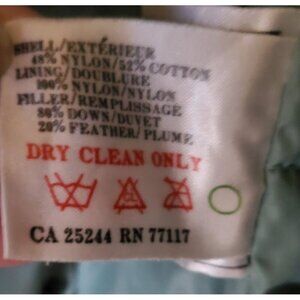 SHELL/EXTÉRIEUR
48% NYLON/52% COTTON
LINING/DOUBLURE
100% NYLON/NYLON
FILLER/REMPLISSAGE
80% DOWN/DUVET
20% FEATHER/PLUME
DRY CLEAN ONLY
CA 25244 RN 77117